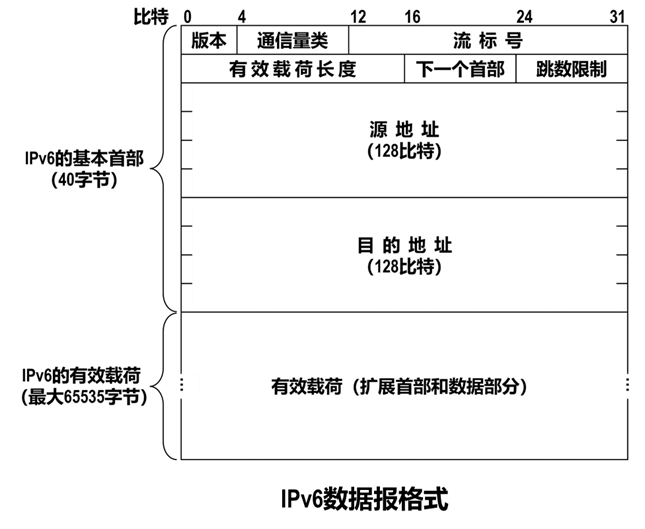 比特 0 4 12 16 24 31
版本 通信量类 流标号
有效载荷长度 下一个首部 跳数限制
源地址
(128比特)
IPv6的基本首部
(40字节)
目的地址
(128比特)
IPv6的有效载荷
(最大65535字节)
有效载荷（扩展首部和数据部分）
IPv6数据报格式